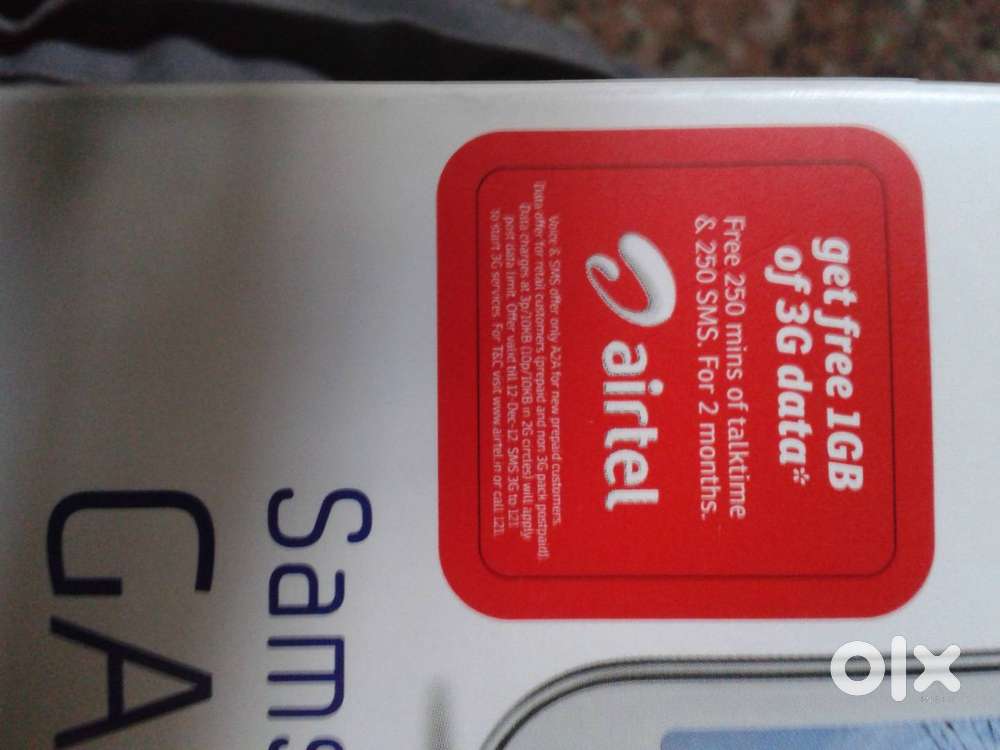 get free 1GB
of 3G data*
Free 250 mins of talktime
& 250 SMS. For 2 months.
airtel
Voice & SMS offer only A2A for new prepaid customers.
Data offer for retail customers (prepaid and non 3G pack postpaid).
Data charges at 3p/10KB (10p/10KB in 2G circles) will apply
post data limit. Offer valid till 12-Dec-12. SMS 3G to 121
to start 3G services. For T&C visit www.airtel.in or call 121.
Sams
GA
olx